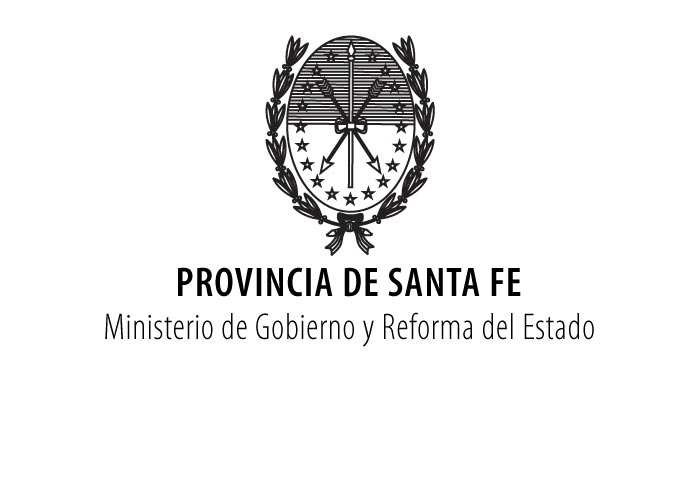 PROVINCIA DE SANTA FE
Ministerio de Gobierno y Reforma del Estado